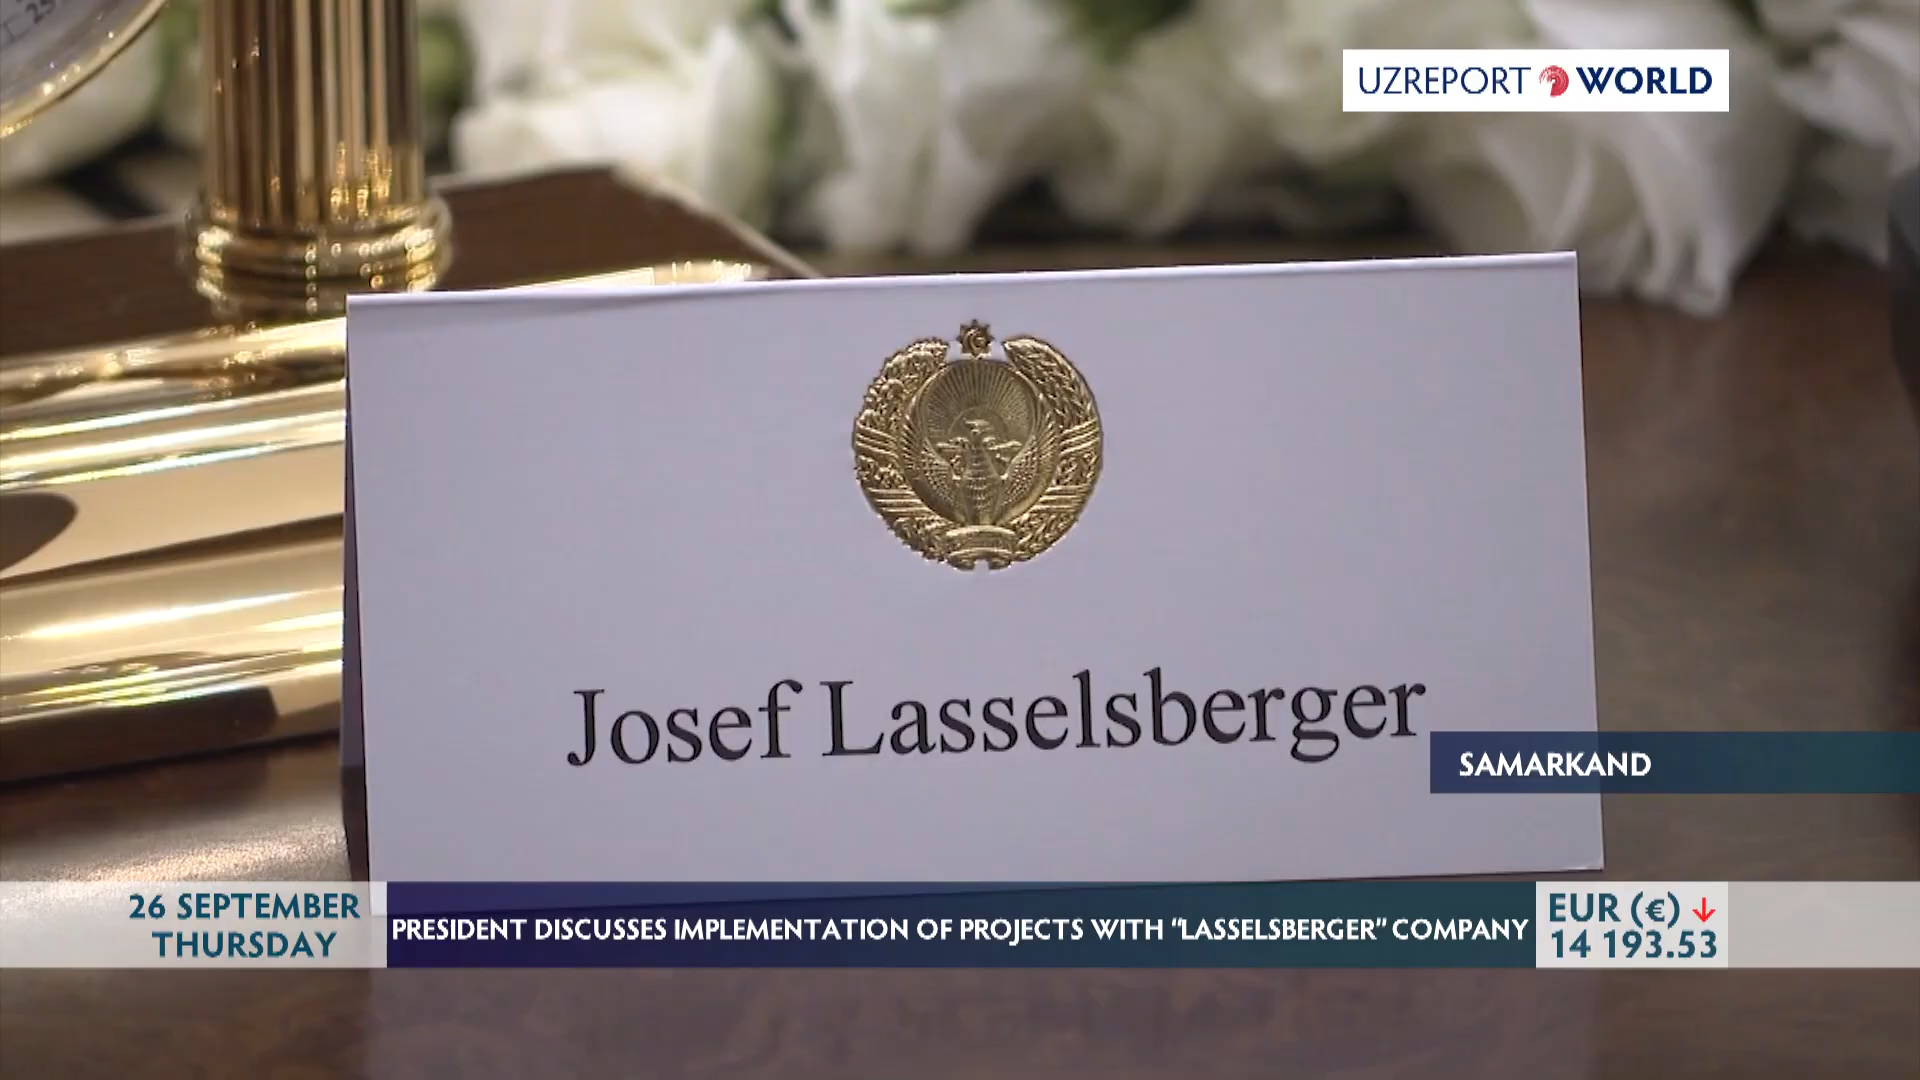 UZREPORT WORLD
Josef Lasselsberger
SAMARKAND
26 SEPTEMBER
THURSDAY
PRESIDENT DISCUSSES IMPLEMENTATION OF PROJECTS WITH “LASSELSBERGER” COMPANY
EUR (€) ↓
14 193.53